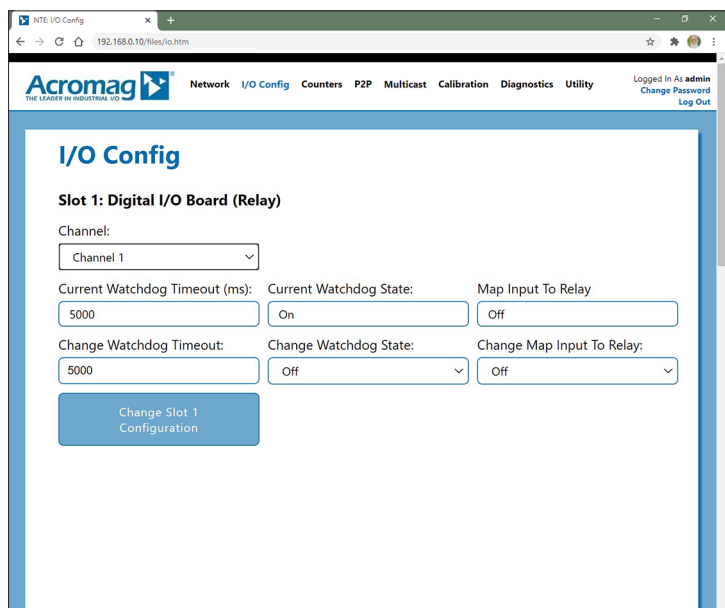 NTE: I/O Config
192.168.0.10/files/io.htm
Acromag
THE LEADER IN INDUSTRIAL I/O
Network I/O Config Counters P2P Multicast Calibration Diagnostics Utility
Logged In As admin
Change Password
Log Out
I/O Config
Slot 1: Digital I/O Board (Relay)
Channel:
Channel 1
Current Watchdog Timeout (ms): Current Watchdog State: Map Input To Relay
5000 On Off
Change Watchdog Timeout: Change Watchdog State: Change Map Input To Relay:
5000 Off Off
Change Slot 1
Configuration